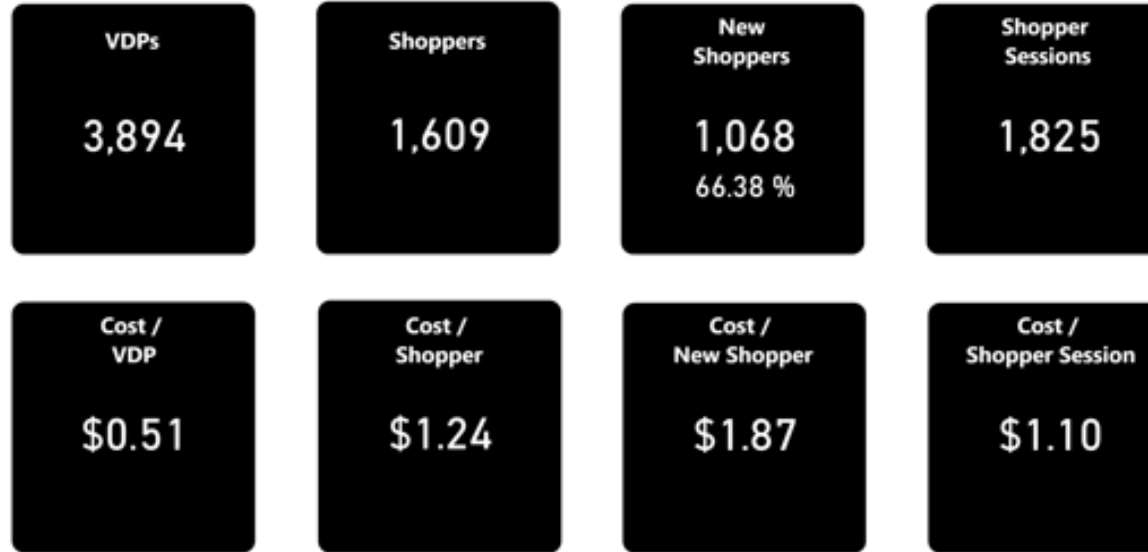 VDPs
3,894
Shoppers
1,609
New
Shoppers
1,068
66.38 %
Shopper
Sessions
1,825
Cost /
VDP
$0.51
Cost /
Shopper
$1.24
Cost /
New Shopper
$1.87
Cost /
Shopper Session
$1.10